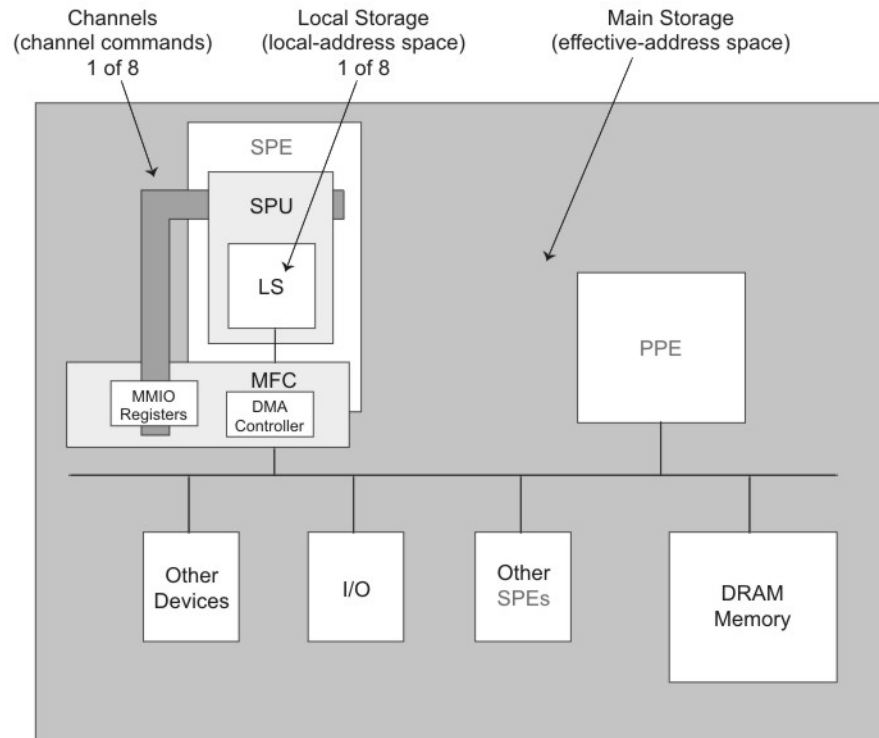 Channels
(channel commands)
1 of 8
Local Storage
(local-address space)
1 of 8
Main Storage
(effective-address space)
SPE
SPU
LS
PPE
MFC
MMIO
Registers
DMA
Controller
Other
Devices
I/O
Other
SPEs
DRAM
Memory